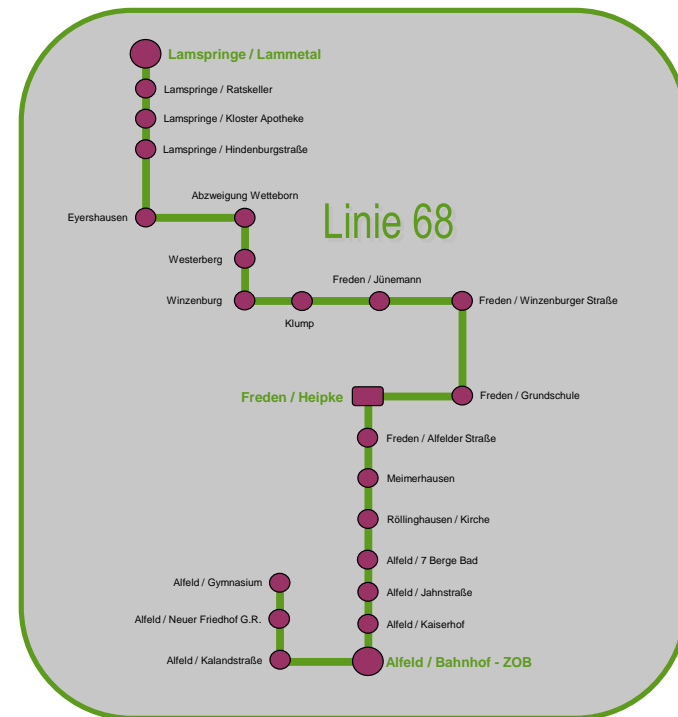 Lamspringe / Lammetal
Lamspringe / Ratskeller
Lamspringe / Kloster Apotheke
Lamspringe / Hindenburgstraße
Abzweigung Wetteborn
Eyershausen
Linie 68
Westerberg
Freden / Jünemann
Winzenburg
Freden / Winzenburger Straße
Klump
Freden / Heipke
Freden / Grundschule
Freden / Alfelder Straße
Meimerhausen
Röllinghausen / Kirche
Alfeld / 7 Berge Bad
Alfeld / Gymnasium
Alfeld / Jahnstraße
Alfeld / Neuer Friedhof G.R.
Alfeld / Kaiserhof
Alfeld / Kalandstraße
Alfeld / Bahnhof - ZOB